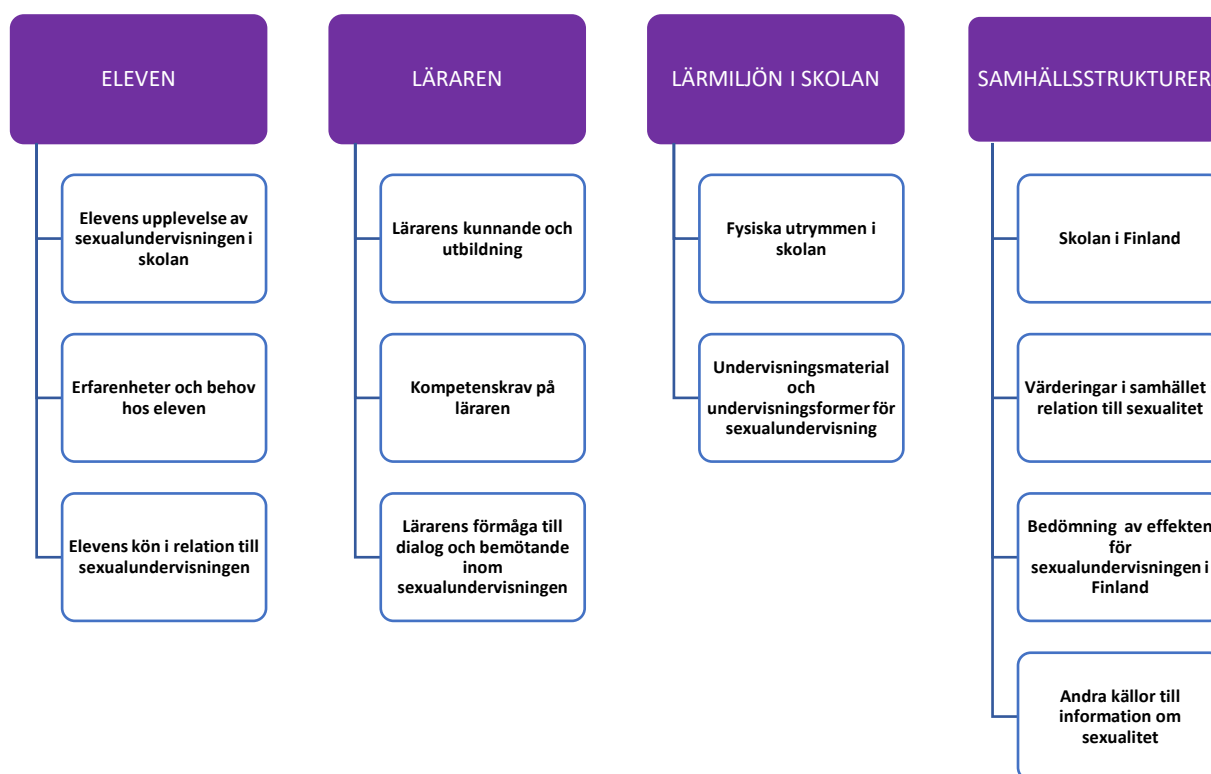 ELEVEN
Elevens upplevelse av
sexualundervisningen i
skolan
Erfarenheter och behov
hos eleven
Elevens kön i relation till
sexualundervisningen
LÄRAREN
Lärarens kunnande och
utbildning
Kompetenskrav på
läraren
Lärarens förmåga till
dialog och bemötande
inom
sexualundervisningen
LÄRMILJÖN I SKOLAN
Fysiska utrymmen i
skolan
Undervisningsmaterial
och
undervisningsformer för
sexualundervisning
SAMHÄLLSSTRUKTURER
Skolan i Finland
Värderingar i samhället
relation till sexualitet
Bedömning av effekten
för
sexualundervisningen i
Finland
Andra källor till
information om
sexualitet